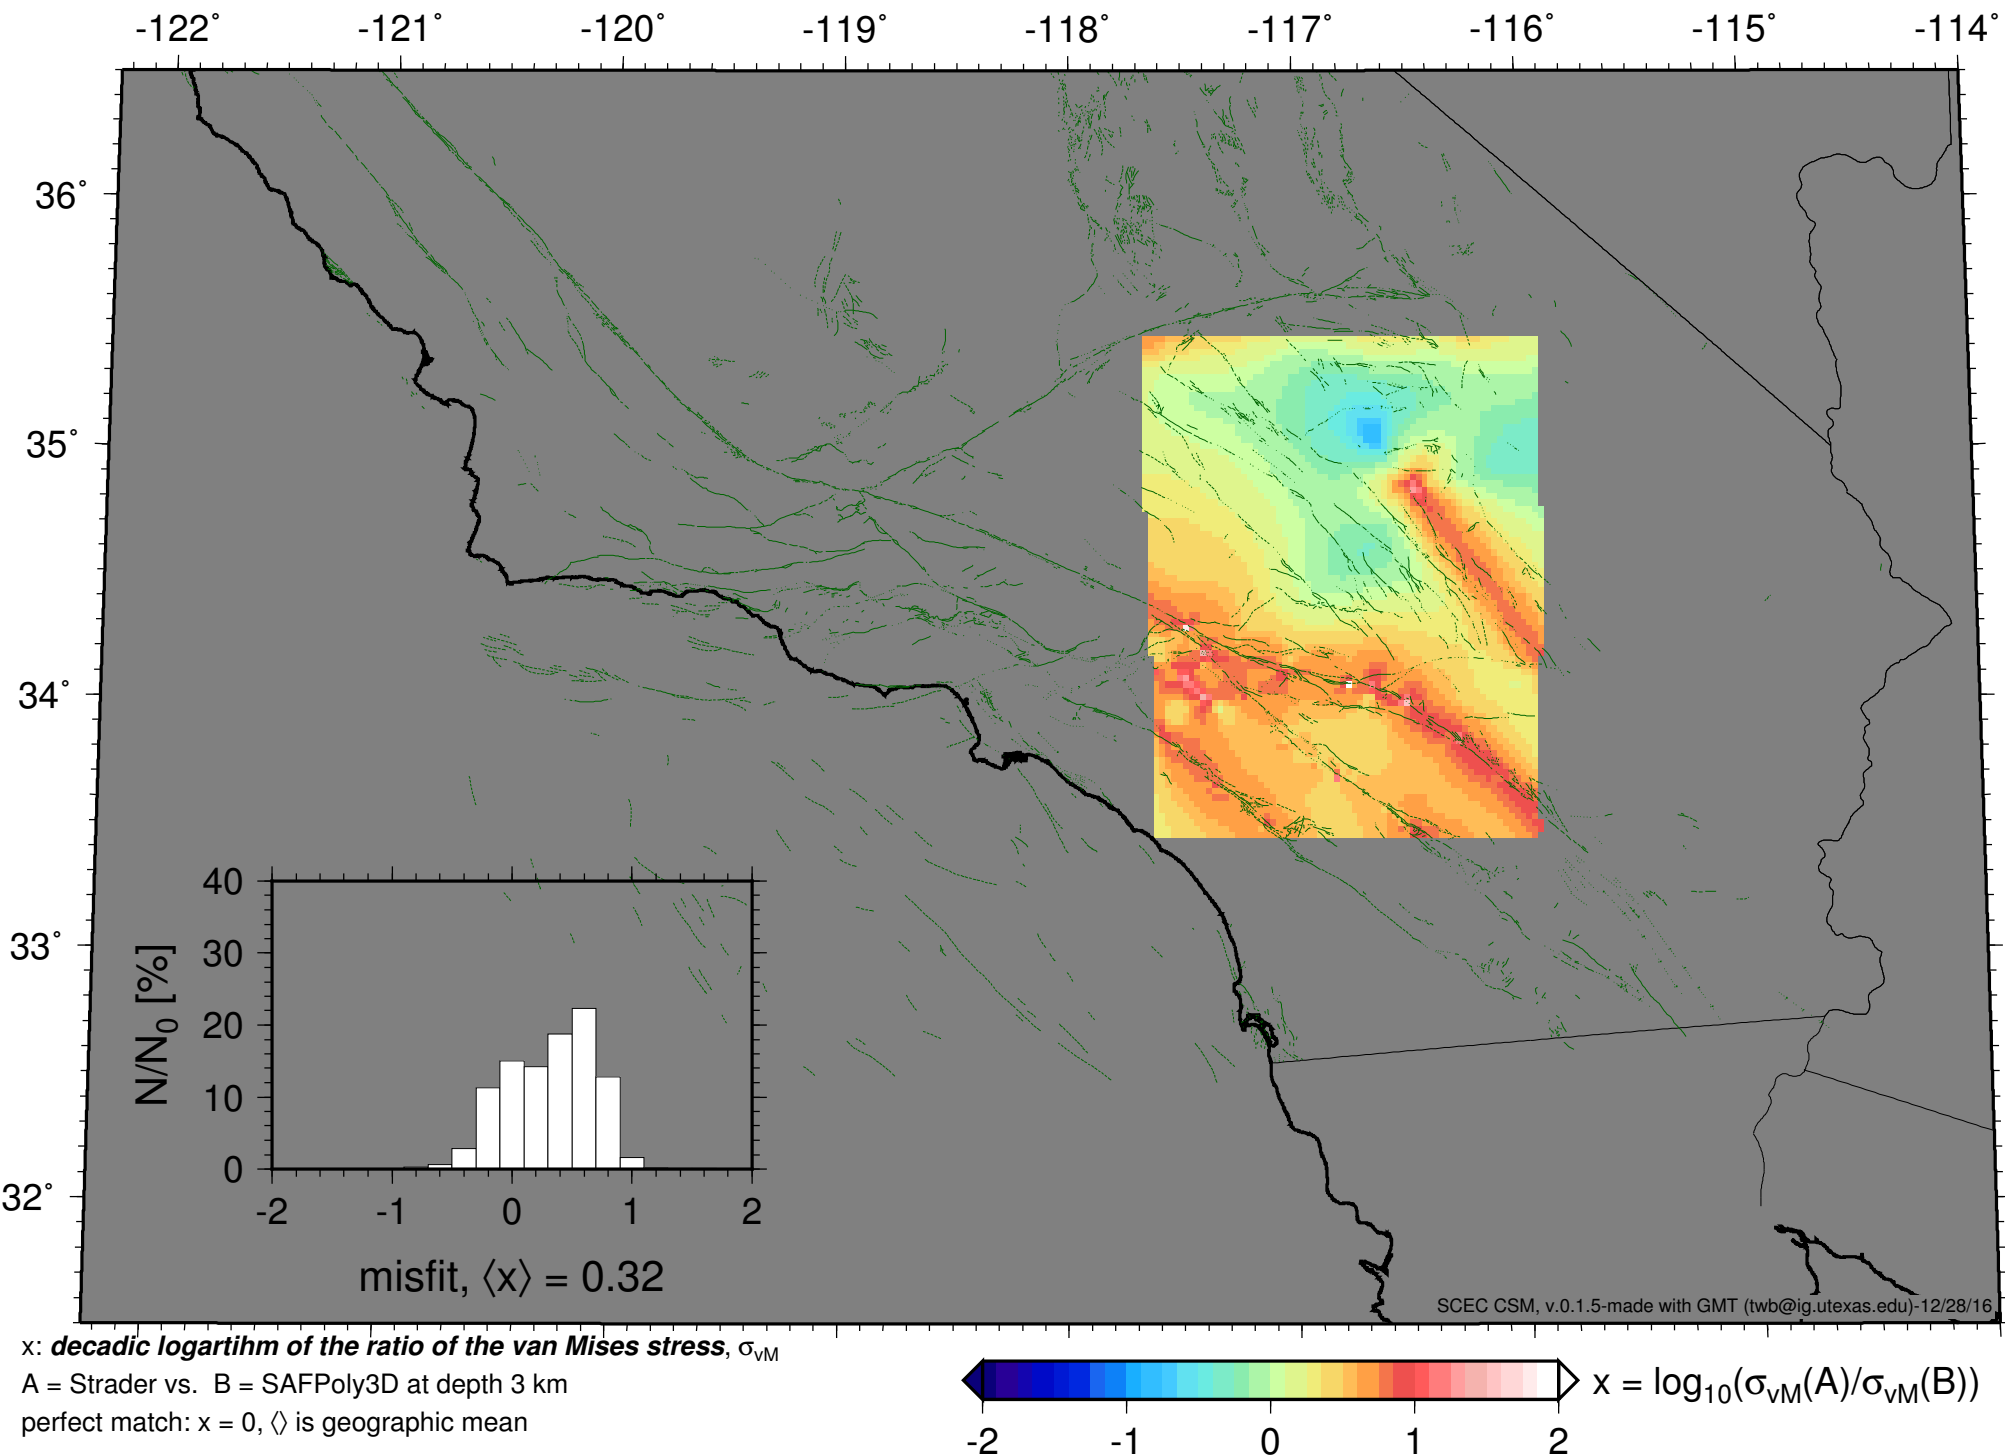 -122° -121° -120° -119° -118° -117° -116° -115° -114°
36°
35°
34°
33°
32°
40
30
20
10
0
N/N0 [%]
-2 -1 0 1 2
misfit, ⟨x⟩ = 0.32
SCEC CSM, v.0.1.5-made with GMT (twb@ig.utexas.edu)-12/28/16
x: decadic logartihm of the ratio of the van Mises stress, σvM
A = Strader vs. B = SAFPoly3D at depth 3 km
perfect match: x = 0, ⟨⟩ is geographic mean
x = log10(σvM(A)/σvM(B))
-2 -1 0 1 2